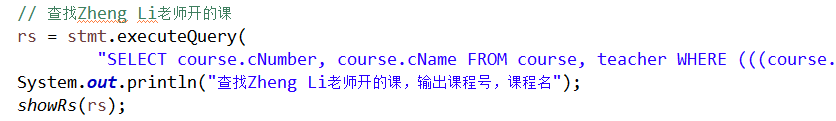 // 查找Zheng Li老师开的课
rs = stmt.executeQuery(
"SELECT course.cNumber, course.cName FROM course, teacher WHERE (((course.
System.out.println("查找Zheng Li老师开的课，输出课程号，课程名");
showRs(rs);